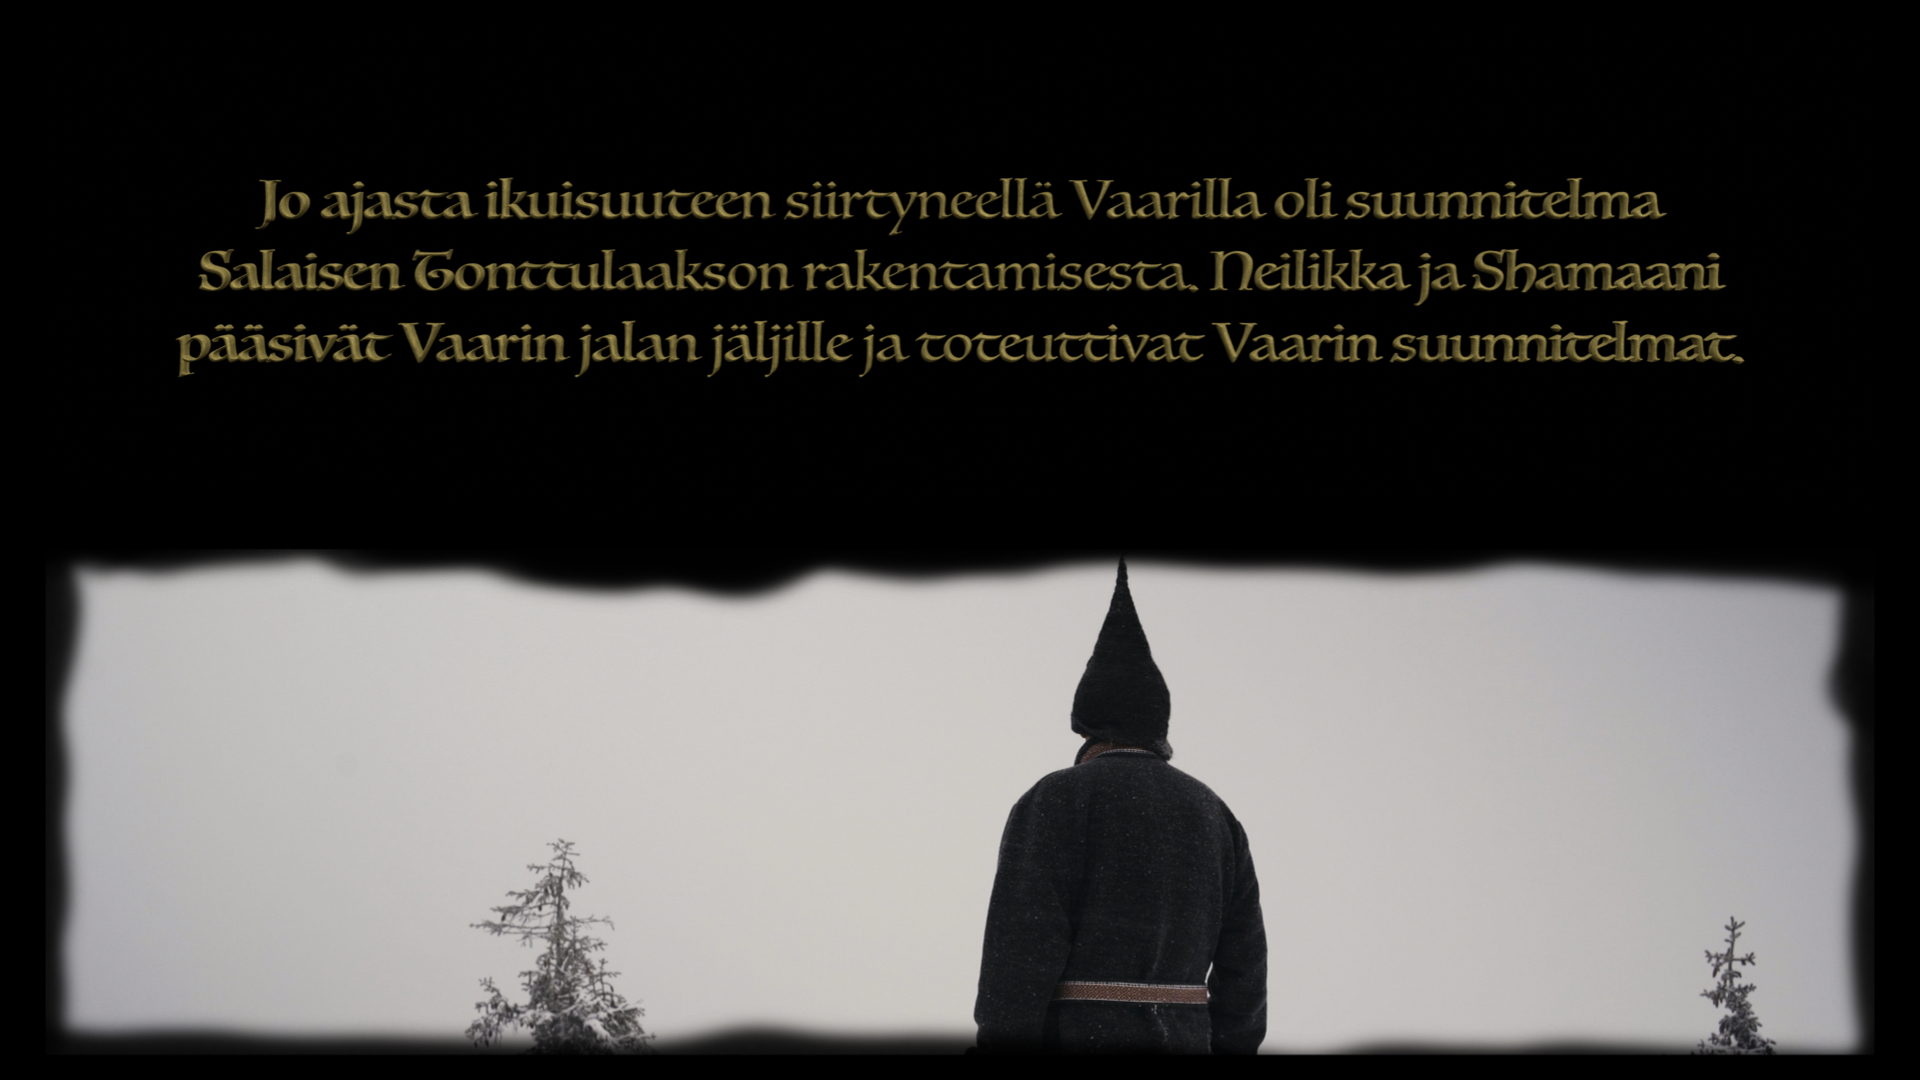 Jo ajasta ikuisuuteen siirtyneellä Vaarilla oli suunnitelma
Salaisen Tonttulaakson rakentamisesta. Neilikka ja Shamaani
pääsivät Vaarin jalan jäljille ja toteuttivat Vaarin suunnitelmat.